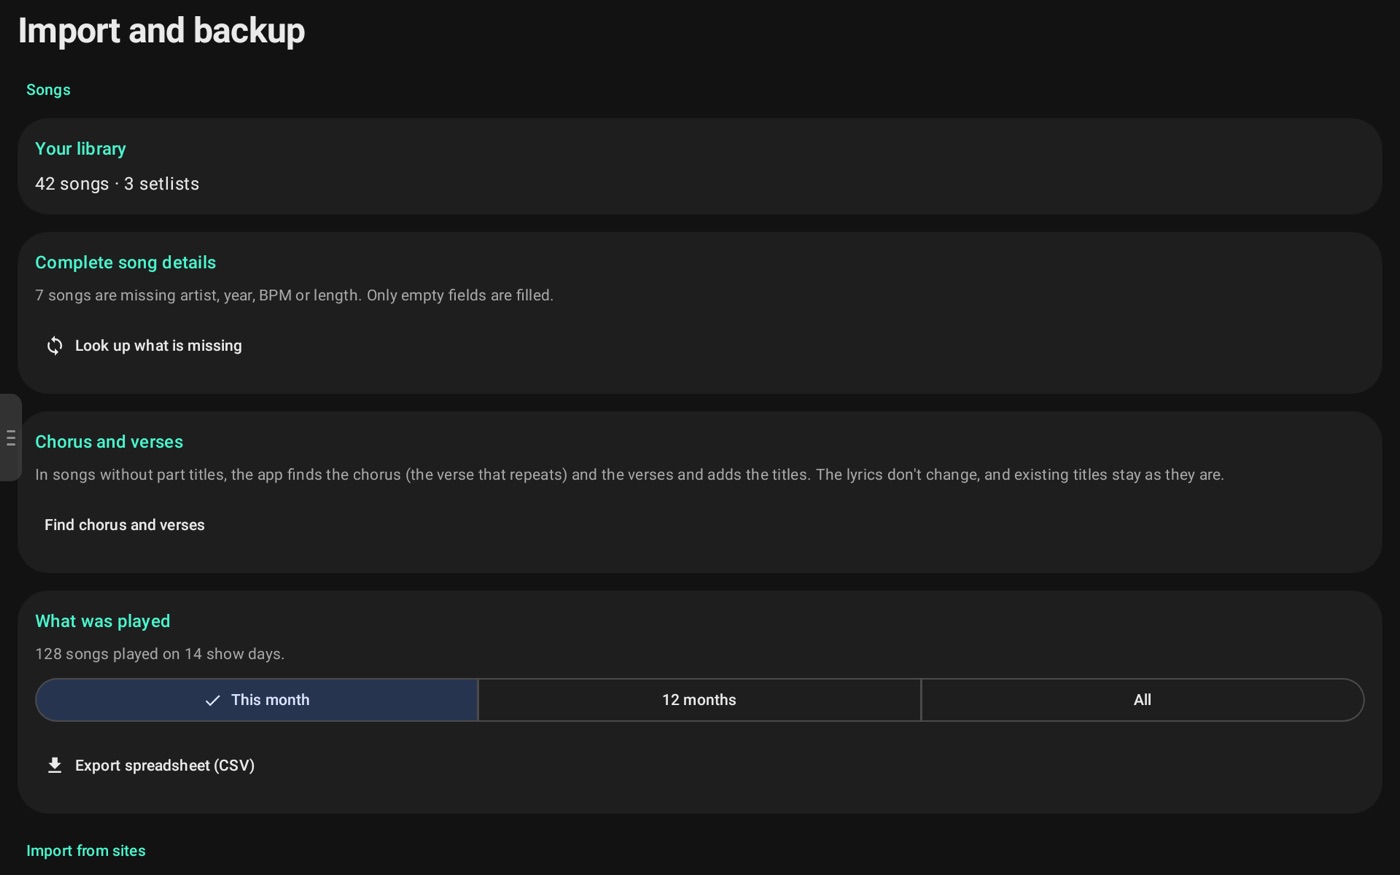 Import and backup
Songs
Your library
42 songs · 3 setlists
Complete song details
7 songs are missing artist, year, BPM or length. Only empty fields are filled.
Look up what is missing
Chorus and verses
In songs without part titles, the app finds the chorus (the verse that repeats) and the verses and adds the titles. The lyrics don't change, and existing titles stay as they are.
Find chorus and verses
What was played
128 songs played on 14 show days.
This month
12 months
All
Export spreadsheet (CSV)
Import from sites